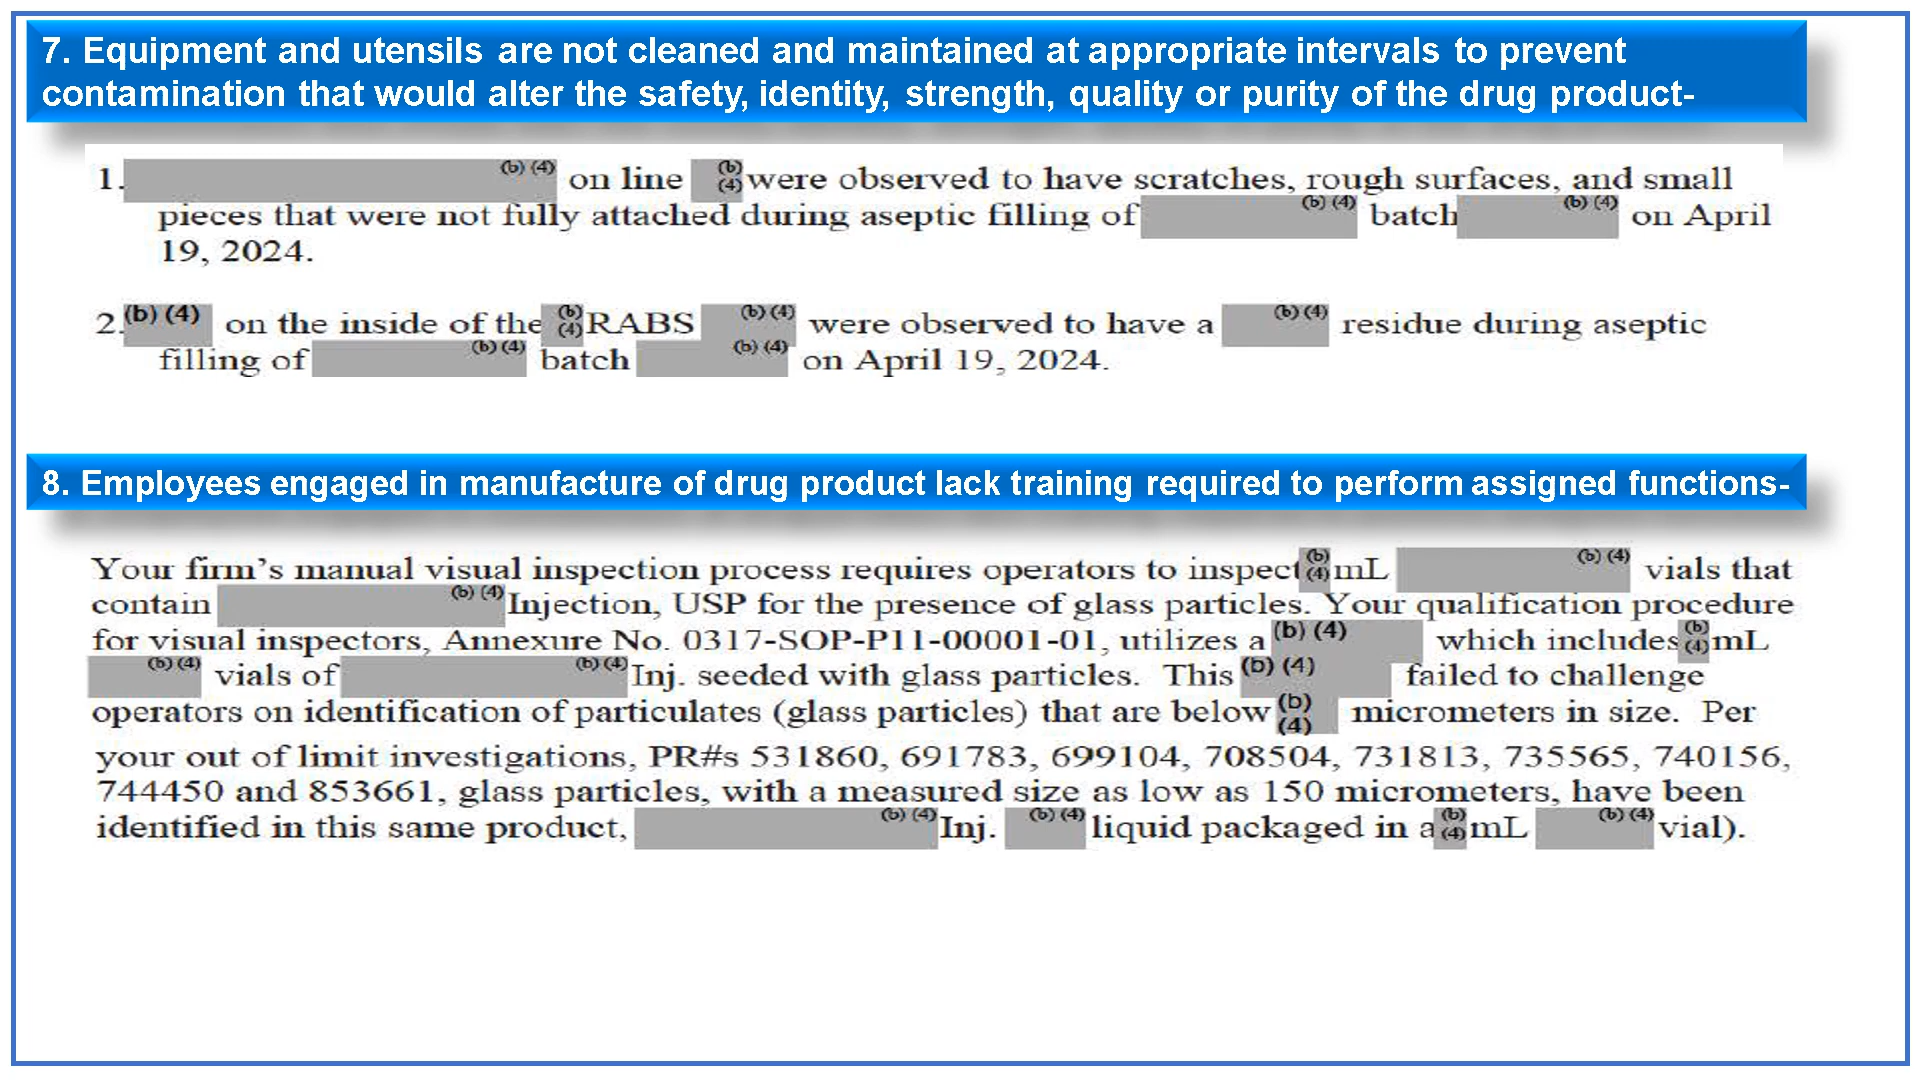 7. Equipment and utensils are not cleaned and maintained at appropriate intervals to prevent
contamination that would alter the safety, identity, strength, quality or purity of the drug product-
1. (b) (4) on line (b) (4) were observed to have scratches, rough surfaces, and small
pieces that were not fully attached during aseptic filling of (b) (4) batch (b) (4) on April
19, 2024.
2. (b) (4) on the inside of the (b) (4) RABS (b) (4) were observed to have a (b) (4) residue during aseptic
filling of (b) (4) batch (b) (4) on April 19, 2024.
8. Employees engaged in manufacture of drug product lack training required to perform assigned functions-
Your firm's manual visual inspection process requires operators to inspect (b) (4) mL (b) (4) vials that
contain (b) (4) Injection, USP for the presence of glass particles. Your qualification procedure
for visual inspectors, Annexure No. 0317-SOP-P11-00001-01, utilizes a (b) (4) which includes (b) (4) mL
(b) (4) vials of (b) (4) Inj. seeded with glass particles. This (b) (4) failed to challenge
operators on identification of particulates (glass particles) that are below (b) (4) micrometers in size. Per
your out of limit investigations, PR#s 531860, 691783, 699104, 708504, 731813, 735565, 740156,
744450 and 853661, glass particles, with a measured size as low as 150 micrometers, have been
identified in this same product, (b) (4) Inj. (b) (4) liquid packaged in a (b) (4) mL (b) (4) vial).